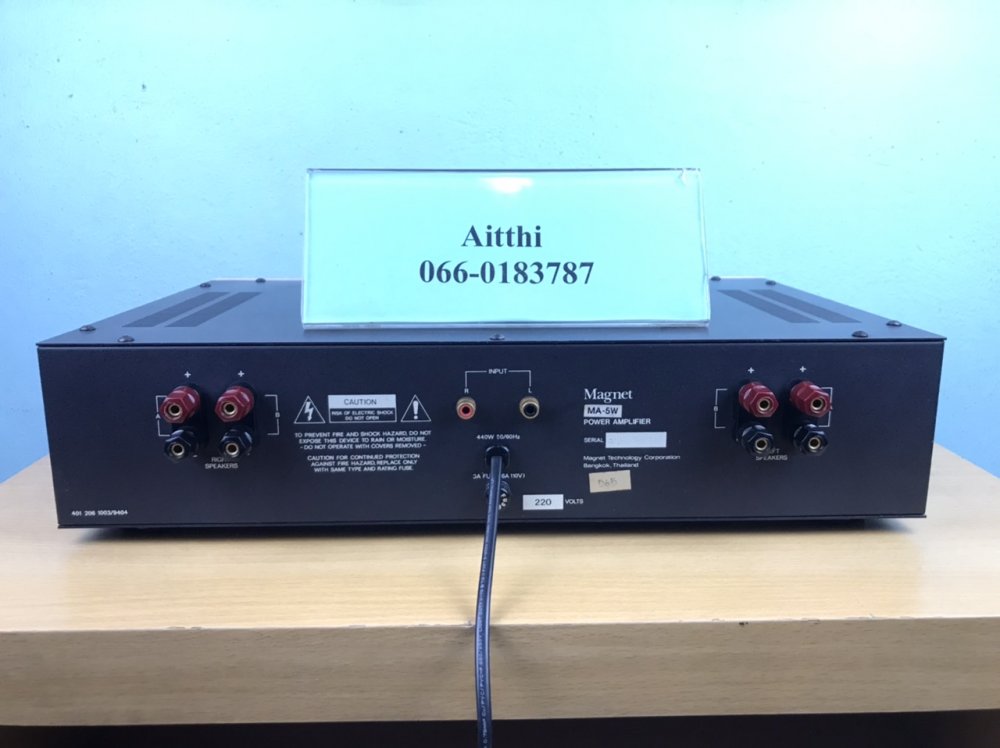 Aitthi
066-0183787
+ +
A B
RIGHT
SPEAKERS
CAUTION
RISK OF ELECTRIC SHOCK
DO NOT OPEN
TO PREVENT FIRE AND SHOCK HAZARD, DO NOT
EXPOSE THIS DEVICE TO RAIN OR MOISTURE.
- DO NOT OPERATE WITH COVERS REMOVED -
CAUTION FOR CONTINUED PROTECTION
AGAINST FIRE HAZARD, REPLACE ONLY
WITH SAME TYPE AND RATING FUSE.
401 206 1003/9404
INPUT
R L
440W 50/60Hz
220 VOLTS
Magnet
MA-5W
POWER AMPLIFIER
SERIAL
Magnet Technology Corporation
Bangkok, Thailand
+ +
B A
SPEAKERS